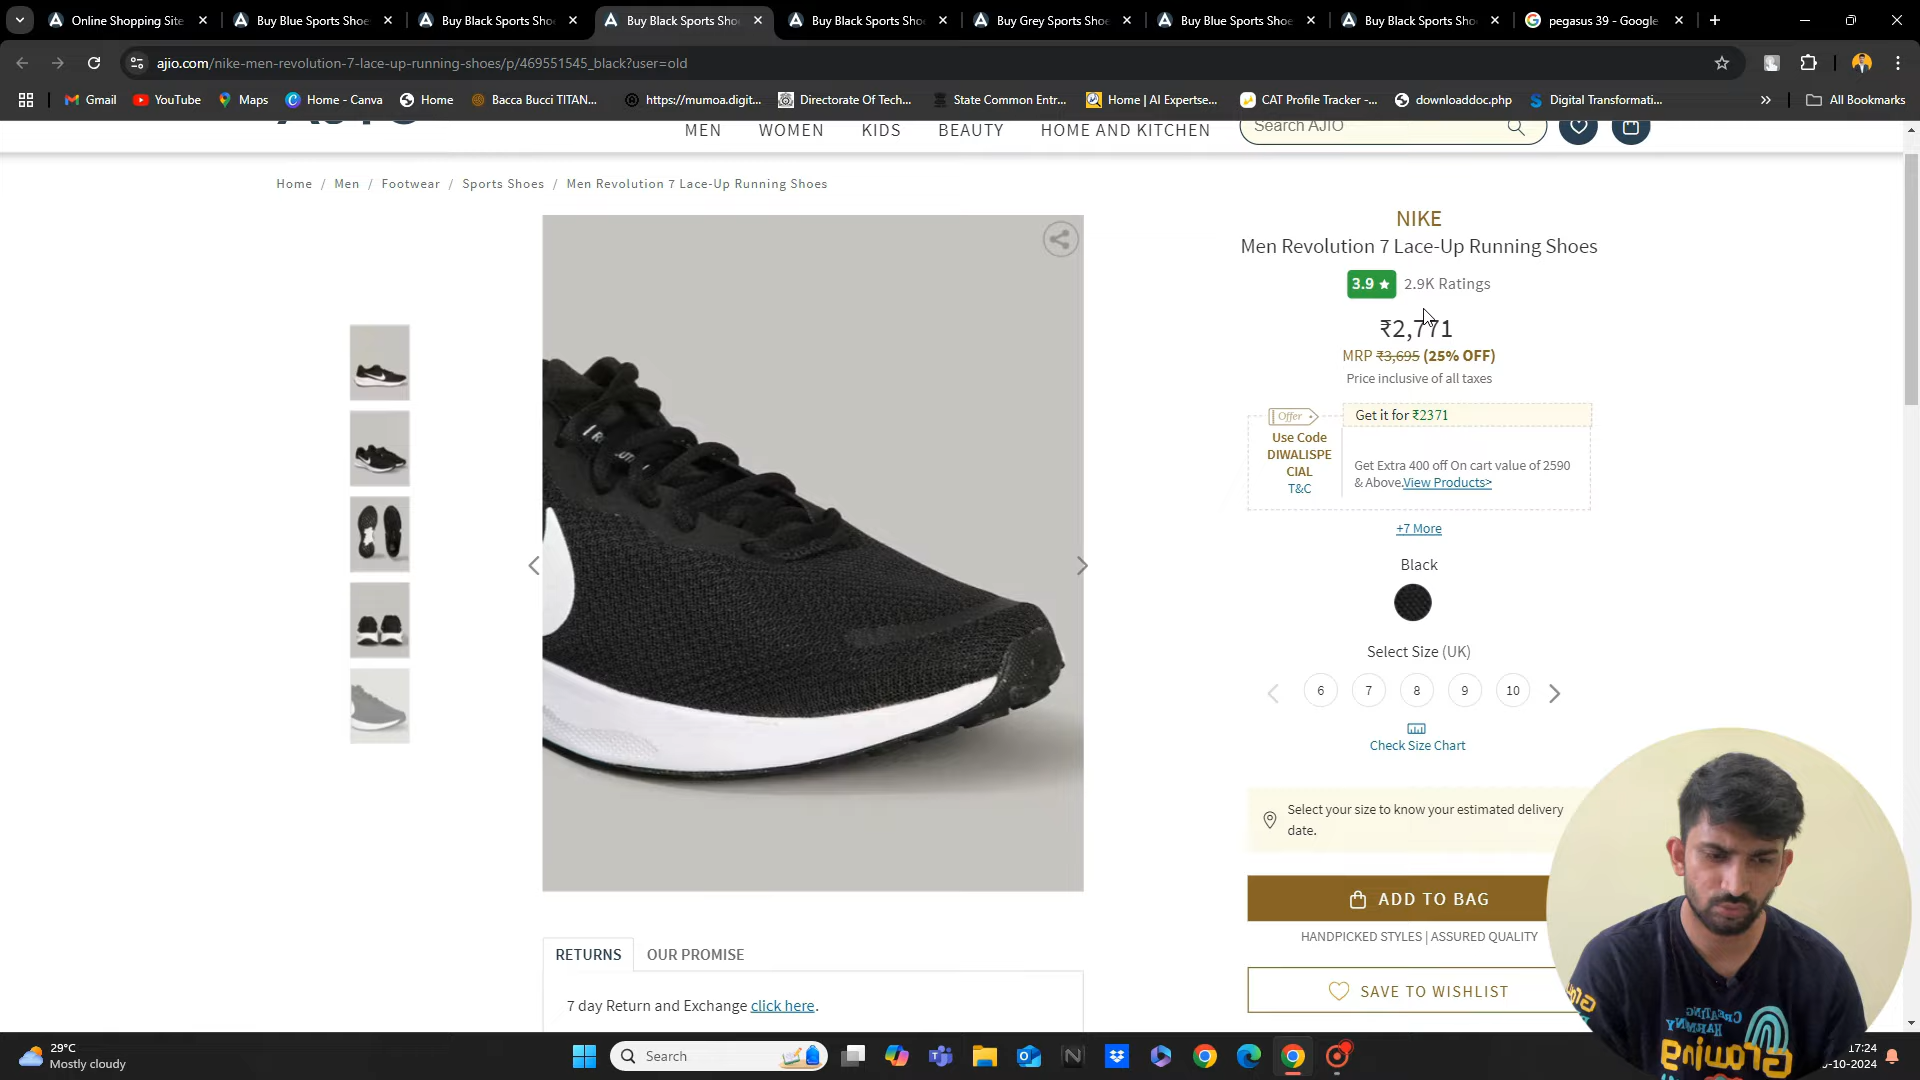 Online Shopping Site
Buy Blue Sports Shoe
Buy Black Sports Sho
Buy Black Sports Sho
Buy Black Sports Sho
Buy Grey Sports Shoe
Buy Blue Sports Shoe
Buy Black Sports Sho
pegasus 39 - Google
ajio.com/nike-men-revolution-7-lace-up-running-shoes/p/469551545_black?user=old
Gmail
YouTube
Maps
Home - Canva
Home
Bacca Bucci TITAN...
https://mumoa.digit...
Directorate Of Tech...
State Common Entr...
Home | AI Expertse...
CAT Profile Tracker -...
downloaddoc.php
Digital Transformati...
All Bookmarks
MEN
WOMEN
KIDS
BEAUTY
HOME AND KITCHEN
Search AJIO
Home / Men / Footwear / Sports Shoes / Men Revolution 7 Lace-Up Running Shoes
NIKE
Men Revolution 7 Lace-Up Running Shoes
3.9 ★ 2.9K Ratings
₹2,771
MRP ₹3,695 (25% OFF)
Price inclusive of all taxes
Offer
Get it for ₹2371
Use Code
DIWALISPE
CIAL
T&C
Get Extra 400 off On cart value of 2590
& Above.View Products>
+7 More
Black
Select Size (UK)
6 7 8 9 10
Check Size Chart
Select your size to know your estimated delivery
date.
ADD TO BAG
HANDPICKED STYLES | ASSURED QUALITY
SAVE TO WISHLIST
RETURNS
OUR PROMISE
7 day Return and Exchange click here.
29°C
Mostly cloudy
Search
17:24
-10-2024